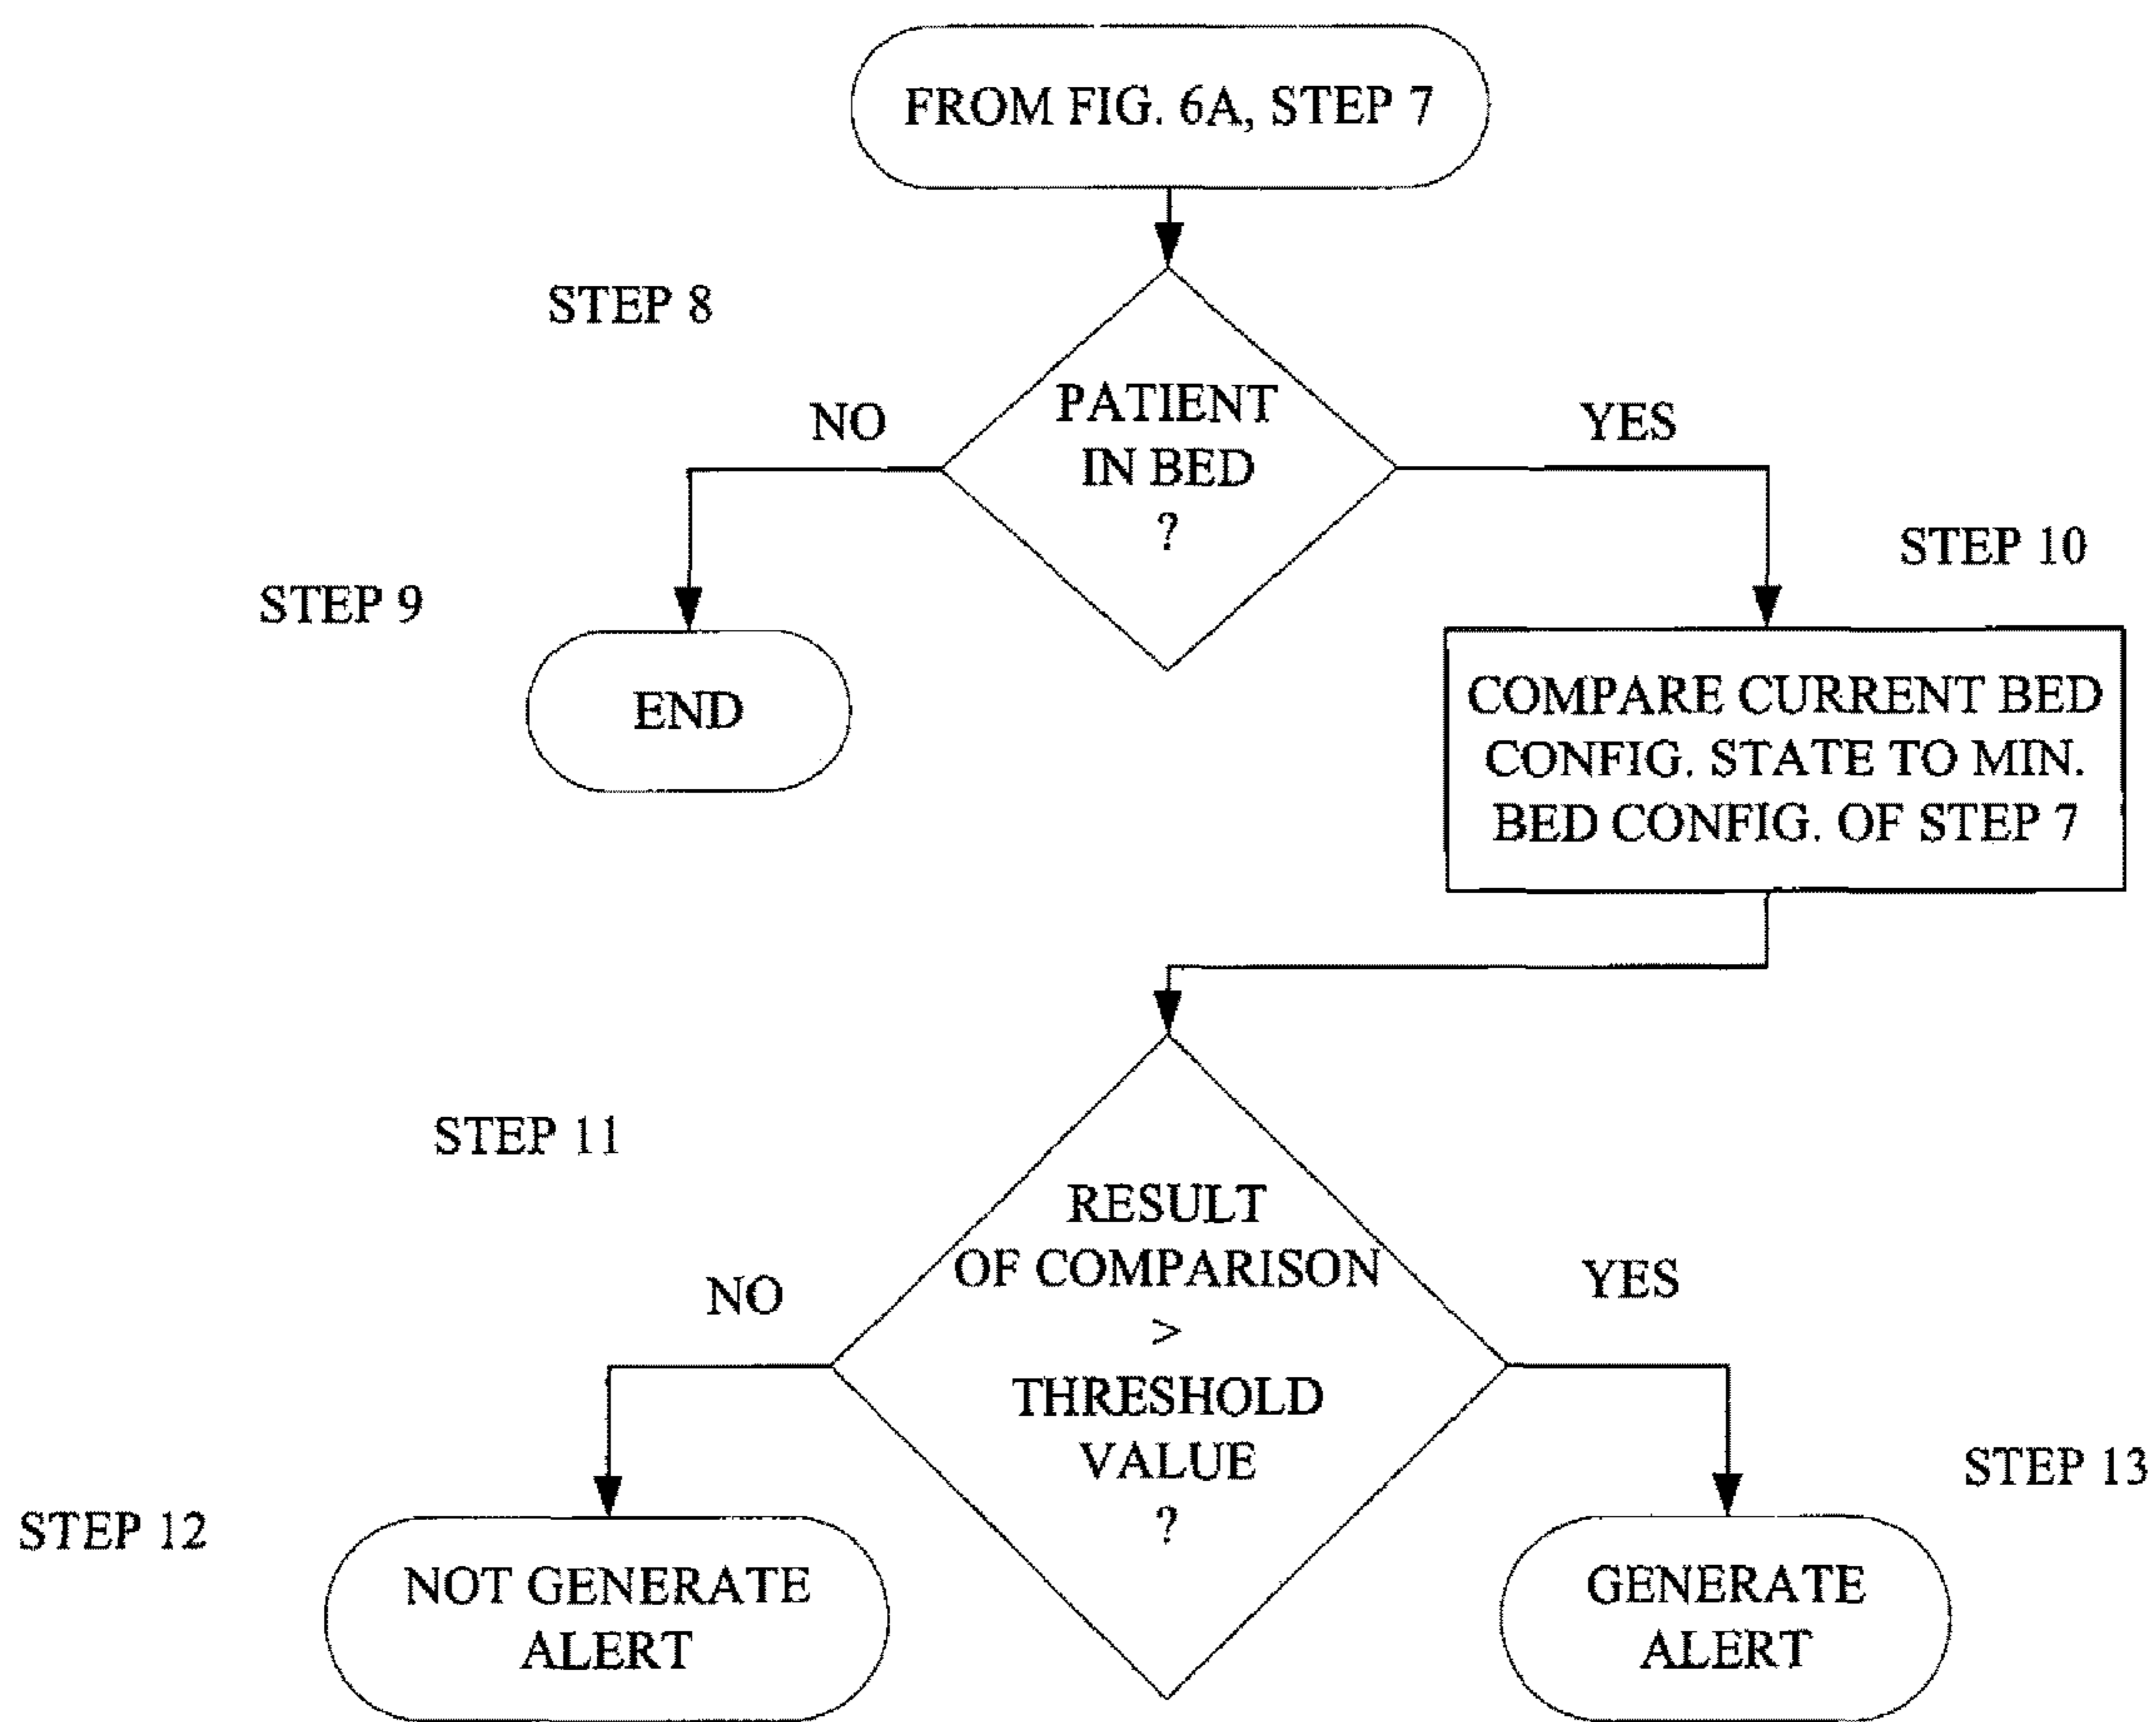 FROM FIG. 6A, STEP 7
STEP 8
PATIENT
IN BED
?
NO
YES
STEP 9
END
STEP 10
COMPARE CURRENT BED
CONFIG. STATE TO MIN.
BED CONFIG. OF STEP 7
STEP 11
RESULT
OF COMPARISON
>
THRESHOLD
VALUE
?
NO
YES
STEP 12
NOT GENERATE
ALERT
STEP 13
GENERATE
ALERT